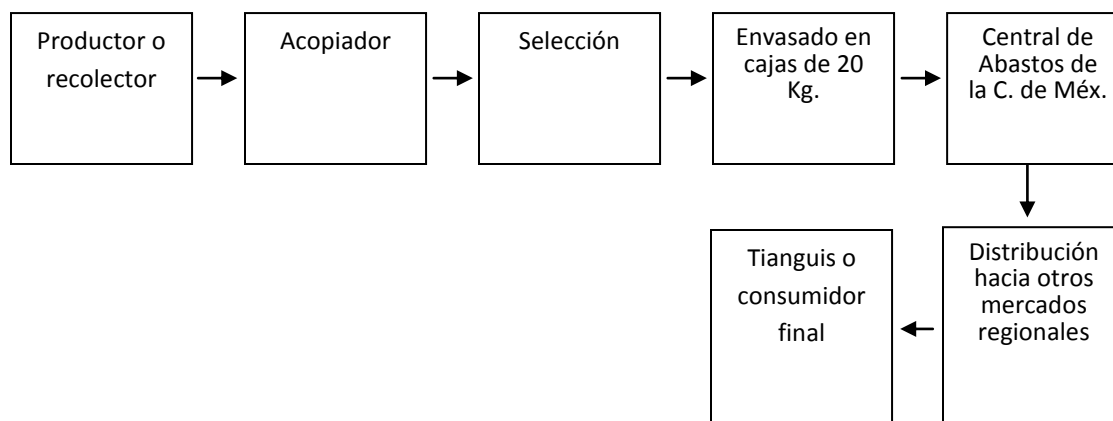 Productor o
recolector
Acopiador
Selección
Envasado en
cajas de 20
Kg.
Central de
Abastos de
la C. de Méx.
Distribución
hacia otros
mercados
regionales
Tianguis o
consumidor
final